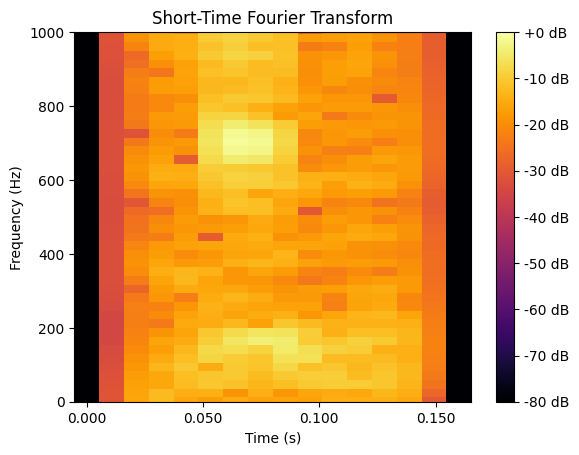 Short-Time Fourier Transform
1000
800
600
400
200
0
Frequency (Hz)
0.000
0.050
0.100
0.150
Time (s)
+0 dB
-10 dB
-20 dB
-30 dB
-40 dB
-50 dB
-60 dB
-70 dB
-80 dB